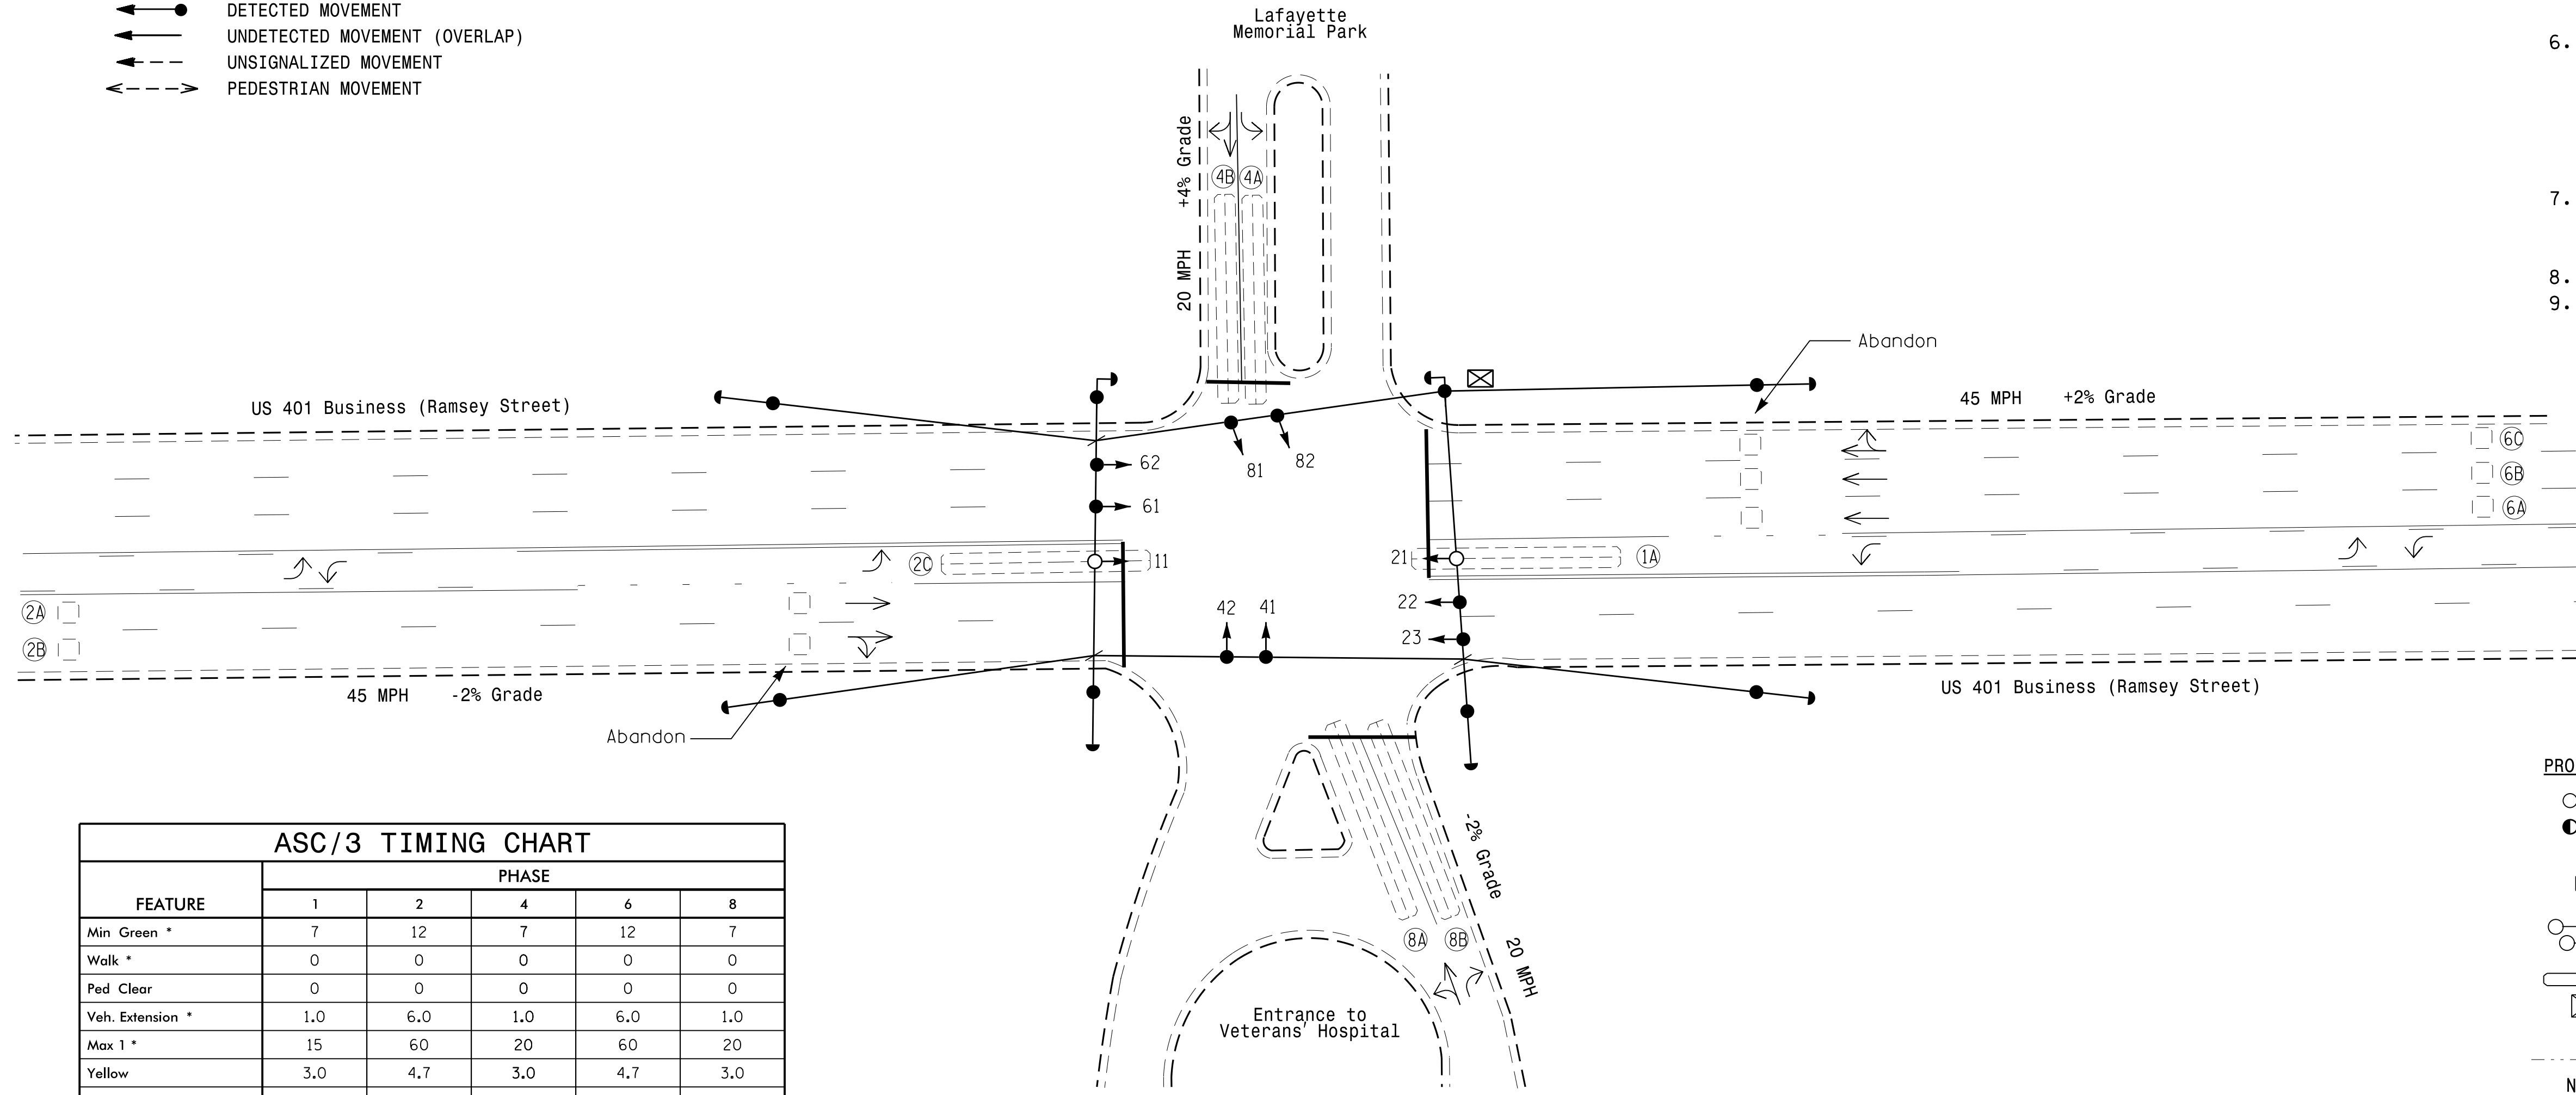 DETECTED MOVEMENT
UNDETECTED MOVEMENT (OVERLAP)
UNSIGNALIZED MOVEMENT
PEDESTRIAN MOVEMENT
Lafayette
Memorial Park
6.
7.
8.
9.
+4% Grade
20 MPH
4B
4A
Abandon
US 401 Business (Ramsey Street)
45 MPH +2% Grade
62
81
82
61
6C
6B
6A
2C
11
21
1A
2A
2B
42
41
22
23
45 MPH -2% Grade
US 401 Business (Ramsey Street)
Abandon
-2% Grade
20 MPH
8A
8B
Entrance to
Veterans' Hospital
PRO
N
ASC/3 TIMING CHART
PHASE
FEATURE 1 2 4 6 8
Min Green * 7 12 7 12 7
Walk * 0 0 0 0 0
Ped Clear 0 0 0 0 0
Veh. Extension * 1.0 6.0 1.0 6.0 1.0
Max 1 * 15 60 20 60 20
Yellow 3.0 4.7 3.0 4.7 3.0